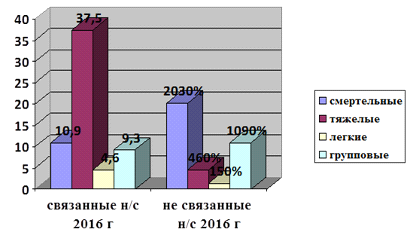 40
35
30
25
20
15
10
5
0
37,5
10,9
4,6
9,3
2030%
460%
150%
1090%
связанные н/с
2016 г
не связанные
н/с 2016 г
смертельные
тяжелые
легкие
групповые